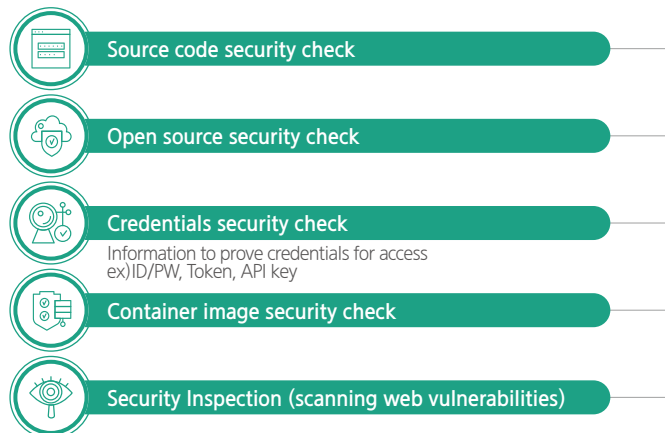 Source code security check
Open source security check
Credentials security check
Information to prove credentials for access
ex)ID/PW, Token, API key
Container image security check
Security Inspection (scanning web vulnerabilities)